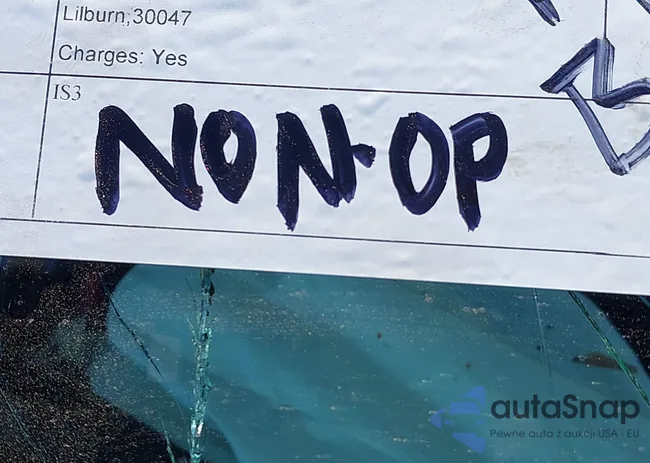 Lilburn,30047
Charges: Yes
IS3
NON-OP
autaSnap
Pewne auta z aukcji USA i EU